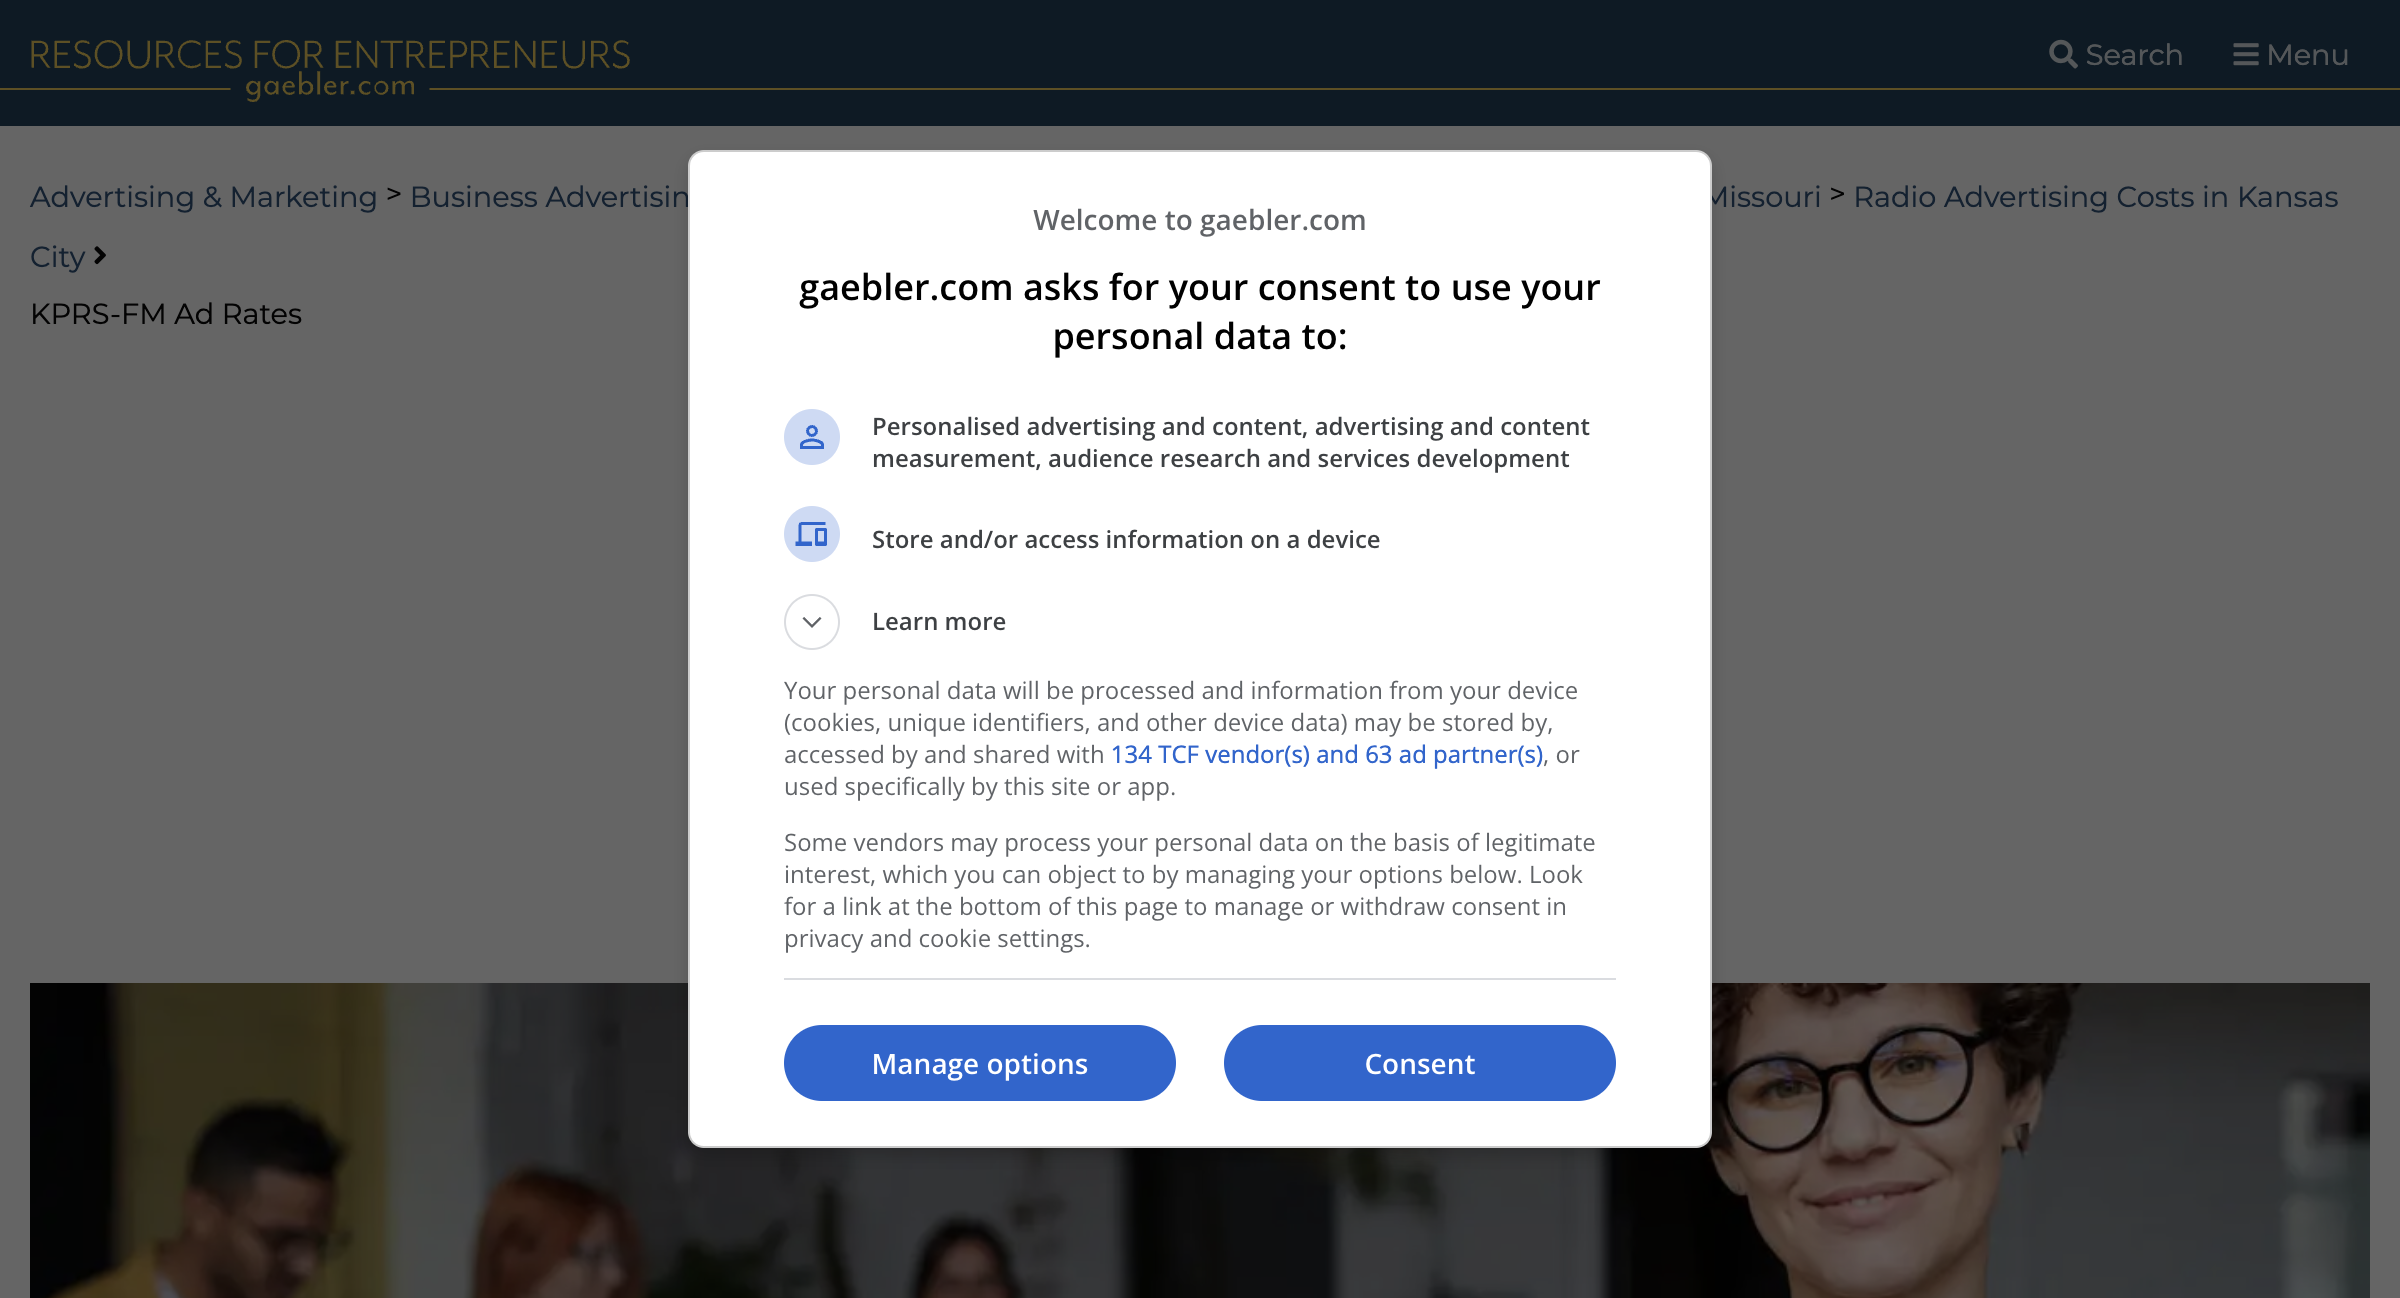 RESOURCES FOR ENTREPRENEURS
gaebler.com
Search
Menu
Advertising & Marketing > Business Advertisin
Missouri > Radio Advertising Costs in Kansas
City >
KPRS-FM Ad Rates
Welcome to gaebler.com
gaebler.com asks for your consent to use your
personal data to:
Personalised advertising and content, advertising and content
measurement, audience research and services development
Store and/or access information on a device
Learn more
Your personal data will be processed and information from your device
(cookies, unique identifiers, and other device data) may be stored by,
accessed by and shared with 134 TCF vendor(s) and 63 ad partner(s), or
used specifically by this site or app.
Some vendors may process your personal data on the basis of legitimate
interest, which you can object to by managing your options below. Look
for a link at the bottom of this page to manage or withdraw consent in
privacy and cookie settings.
Manage options
Consent